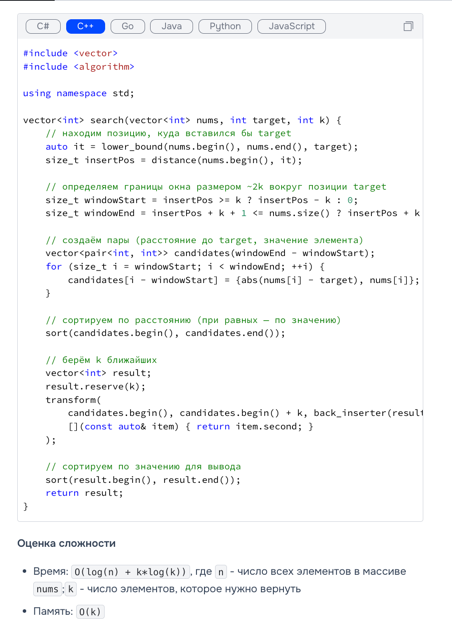 C#
C++
Go
Java
Python
JavaScript
#include <vector>
#include <algorithm>
using namespace std;
vector<int> search(vector<int> nums, int target, int k) {
// находим позицию, куда вставился бы target
auto it = lower_bound(nums.begin(), nums.end(), target);
size_t insertPos = distance(nums.begin(), it);
// определяем границы окна размером ~2k вокруг позиции target
size_t windowStart = insertPos >= k ? insertPos - k : 0;
size_t windowEnd = insertPos + k + 1 <= nums.size() ? insertPos + k
// создаём пары (расстояние до target, значение элемента)
vector<pair<int, int>> candidates(windowEnd - windowStart);
for (size_t i = windowStart; i < windowEnd; ++i) {
candidates[i - windowStart] = {abs(nums[i] - target), nums[i]};
}
// сортируем по расстоянию (при равных — по значению)
sort(candidates.begin(), candidates.end());
// берём k ближайших
vector<int> result;
result.reserve(k);
transform(
candidates.begin(), candidates.begin() + k, back_inserter(result
[](const auto& item) { return item.second; }
);
// сортируем по значению для вывода
sort(result.begin(), result.end());
return result;
}
Оценка сложности
• Время: O(log(n) + k*log(k)), где n - число всех элементов в массиве
nums; k - число элементов, которое нужно вернуть
• Память: O(k)